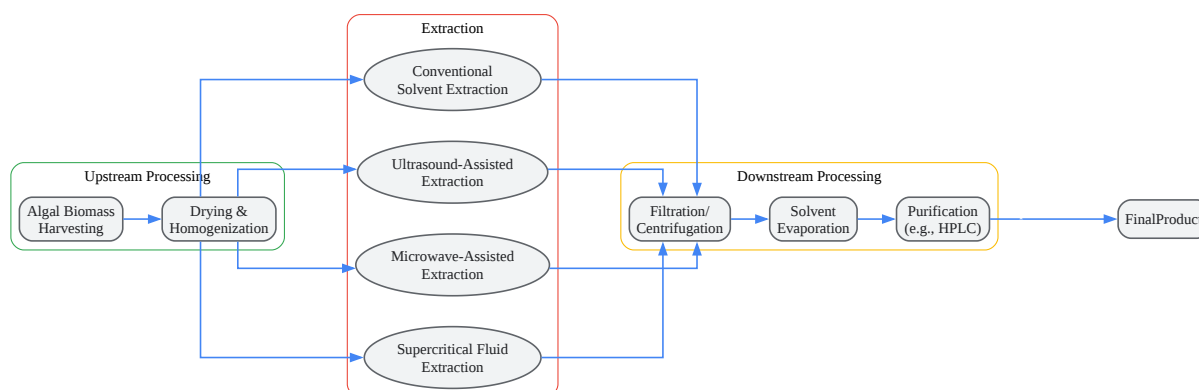 Extraction
Conventional
Solvent Extraction
Ultrasound-Assisted
Extraction
Upstream Processing
Downstream Processing
Algal Biomass
Harvesting
Drying &
Homogenization
Filtration/
Centrifugation
Solvent
Evaporation
Purification
(e.g., HPLC)
FinalProduct
Microwave-Assisted
Extraction
Supercritical Fluid
Extraction